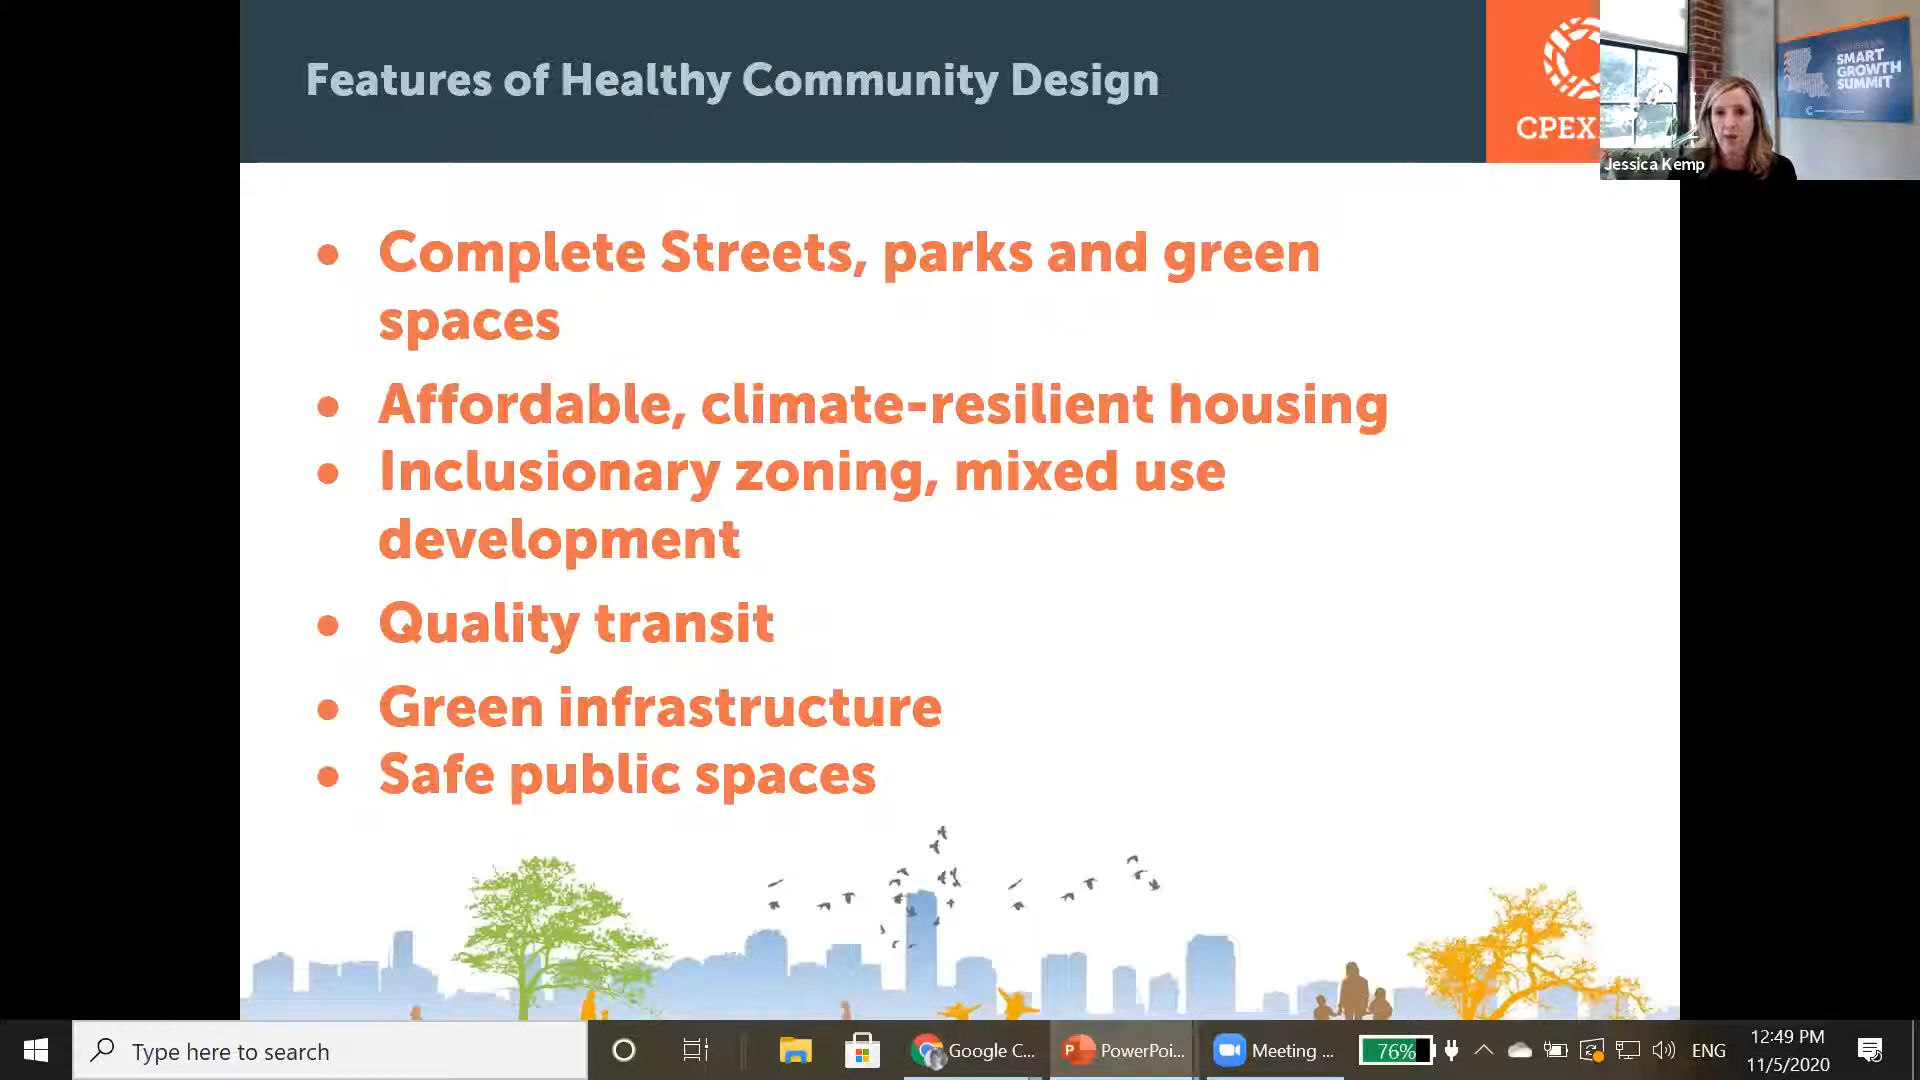 Features of Healthy Community Design
CPEX
SMART
GROWTH
SUMMIT
Jessica Kemp
• Complete Streets, parks and green
spaces
• Affordable, climate-resilient housing
• Inclusionary zoning, mixed use
development
• Quality transit
• Green infrastructure
• Safe public spaces
Type here to search
Google C...
PowerPoi...
Meeting ...
76%
ENG
12:49 PM
11/5/2020